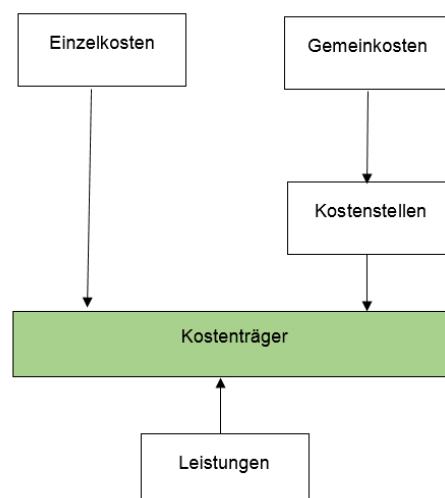 Einzelkosten
Gemeinkosten
Kostenstellen
Kostenträger
Leistungen